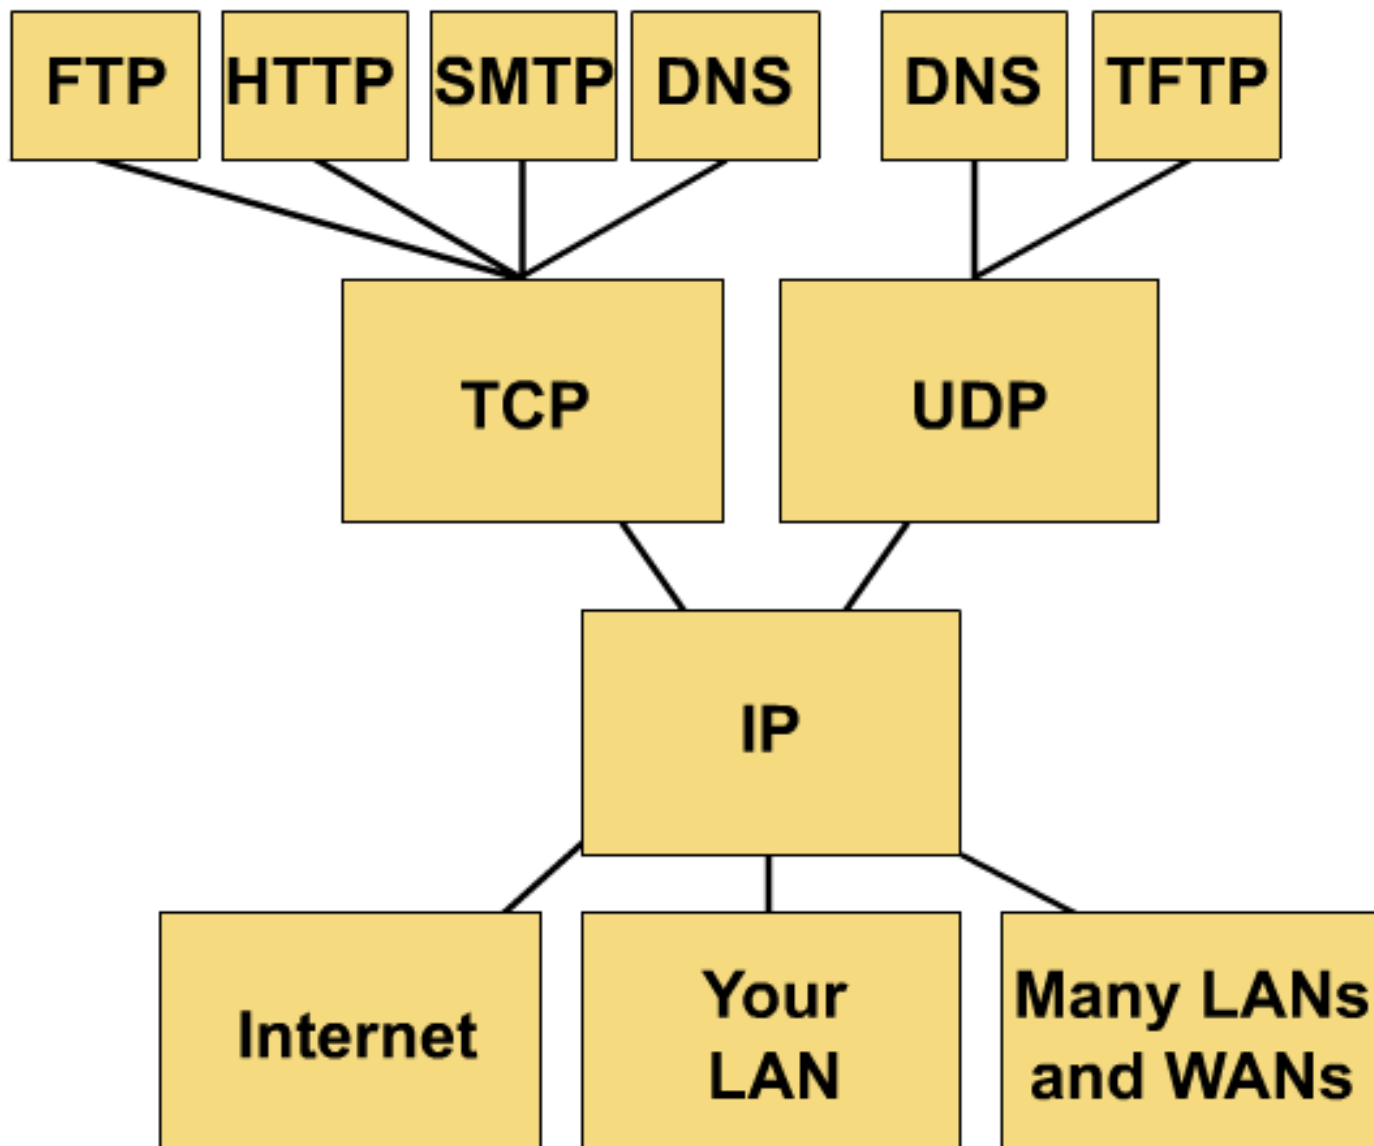 FTP
HTTP
SMTP
DNS
DNS
TFTP
TCP
UDP
IP
Internet
Your
LAN
Many LANs
and WANs